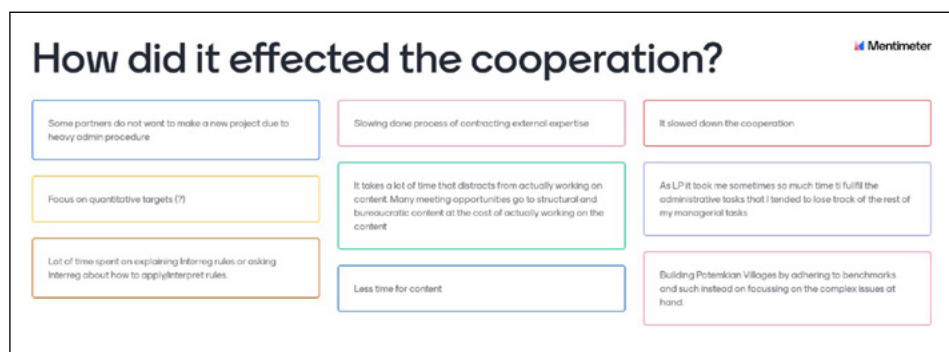 How did it effected the cooperation?
Mentimeter
Some partners do not want to make a new project due to
heavy admin procedure
Focus on quantitative targets (?)
Lot of time spent on explaining Interreg rules or asking
Interreg about how to apply/interpret rules.
Slowing done process of contracting external expertise
It takes a lot of time that distracts from actually working on
content. Many meeting opportunities go to structural and
bureaucratic content at the cost of actually working on the
content
Less time for content
It slowed down the cooperation
As LP it took me sometimes so much time ti fullfil the
administrative tasks that I tended to lose track of the rest of
my managerial tasks
Building Potemkian Villages by adhering to benchmarks
and such instead on focussing on the complex issues at
hand.